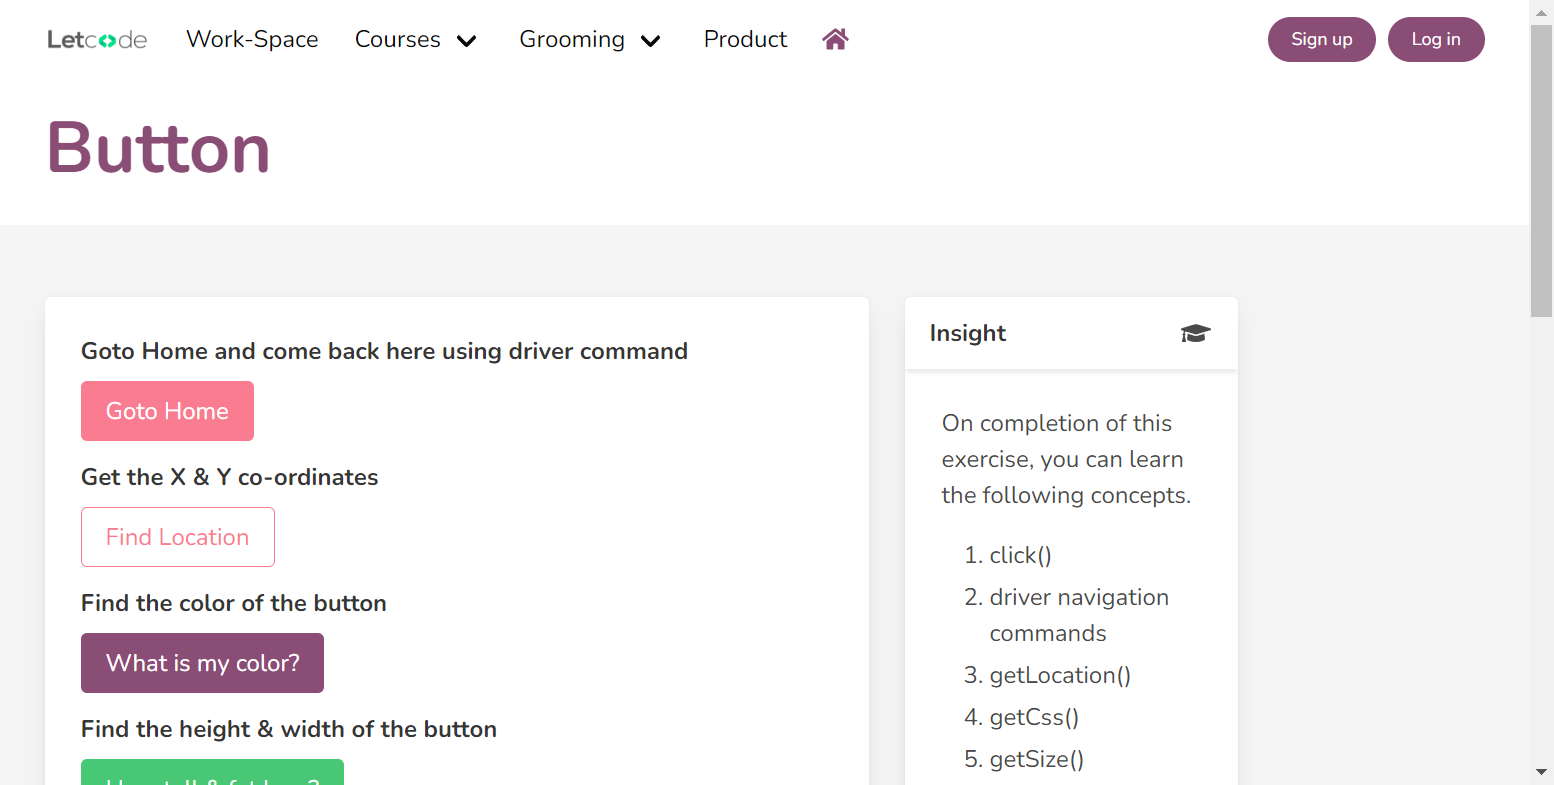 Letcode Work-Space Courses Grooming Product Sign up Log in
Button
Goto Home and come back here using driver command
Goto Home
Get the X & Y co-ordinates
Find Location
Find the color of the button
What is my color?
Find the height & width of the button
Insight
On completion of this
exercise, you can learn
the following concepts.
1. click()
2. driver navigation
commands
3. getLocation()
4. getCss()
5. getSize()